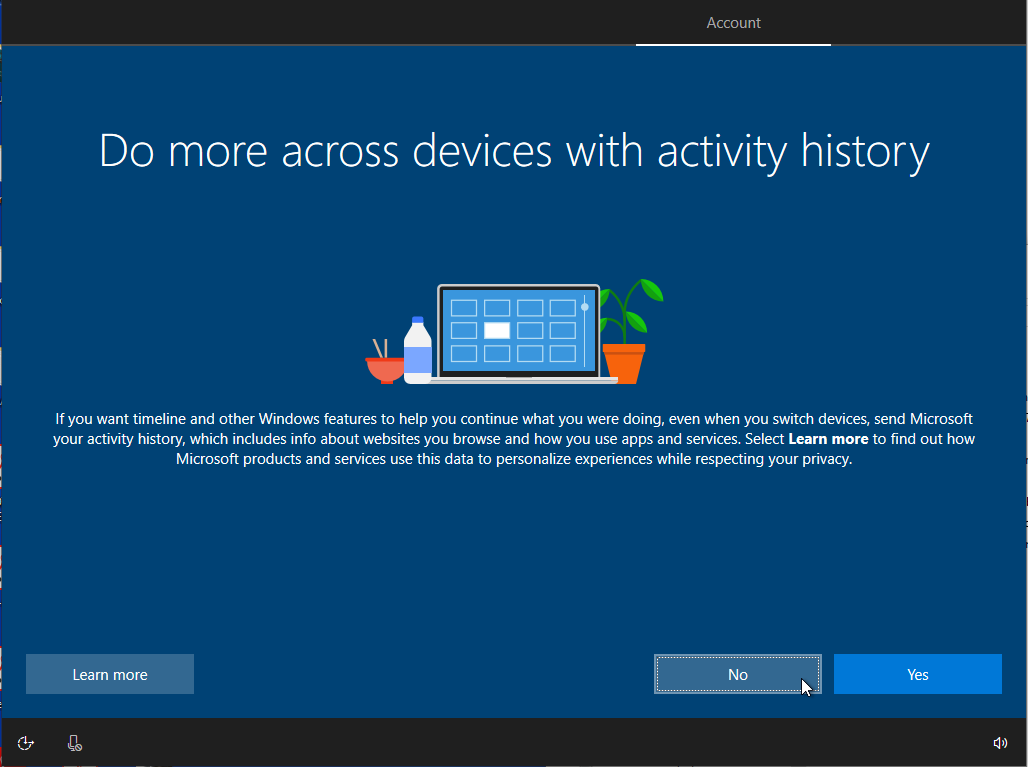 Account
Do more across devices with activity history
If you want timeline and other Windows features to help you continue what you were doing, even when you switch devices, send Microsoft
your activity history, which includes info about websites you browse and how you use apps and services. Select Learn more to find out how
Microsoft products and services use this data to personalize experiences while respecting your privacy.
Learn more
No
Yes